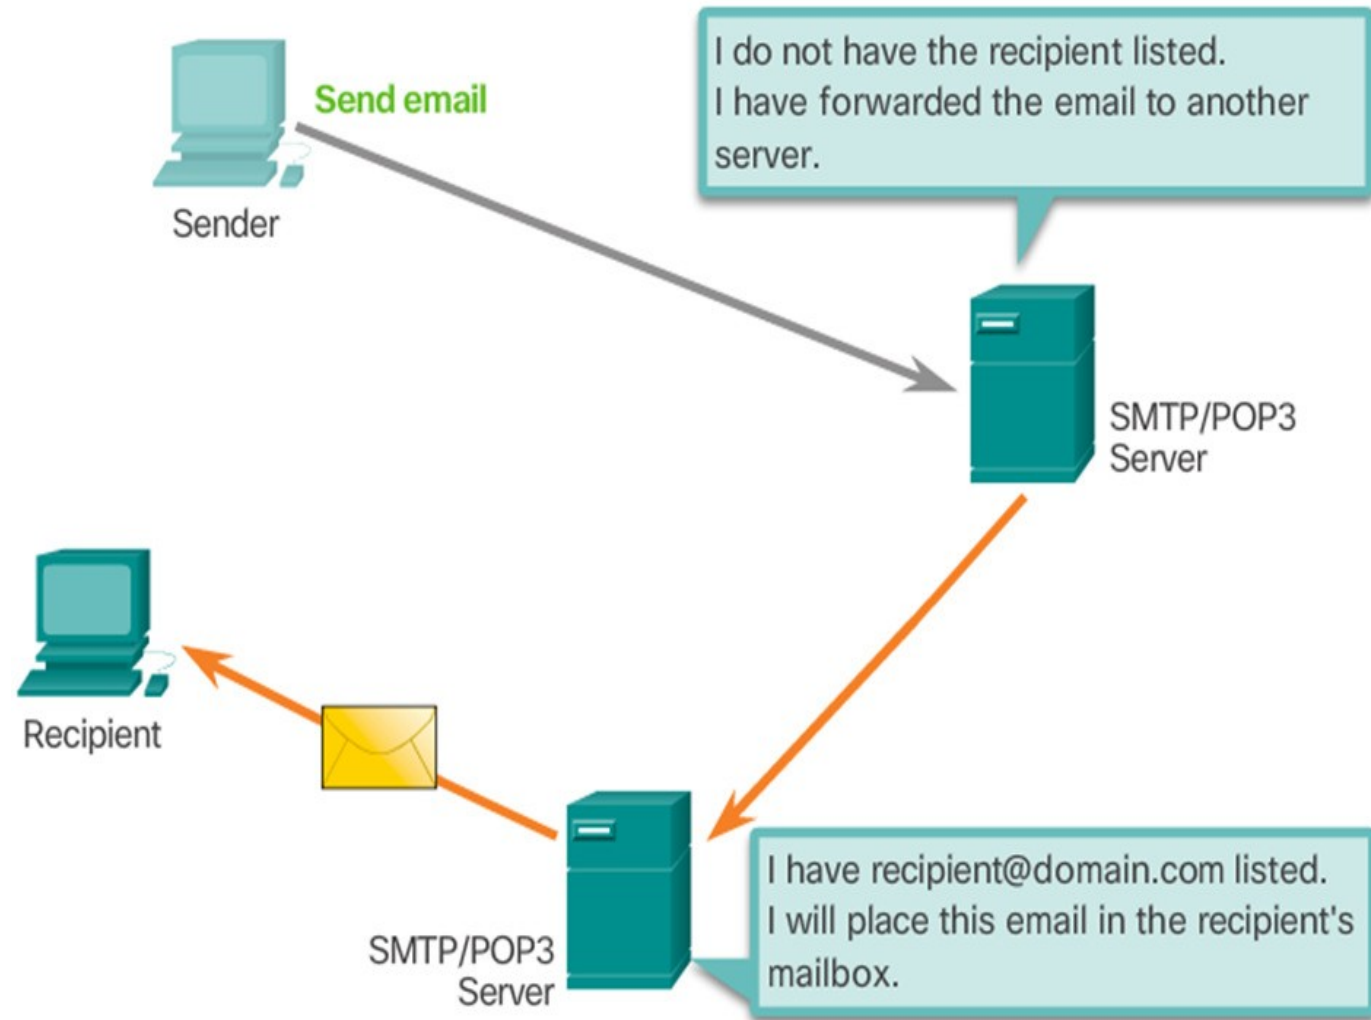 Send email
Sender
I do not have the recipient listed.
I have forwarded the email to another
server.
SMTP/POP3
Server
Recipient
SMTP/POP3
Server
I have recipient@domain.com listed.
I will place this email in the recipient's
mailbox.